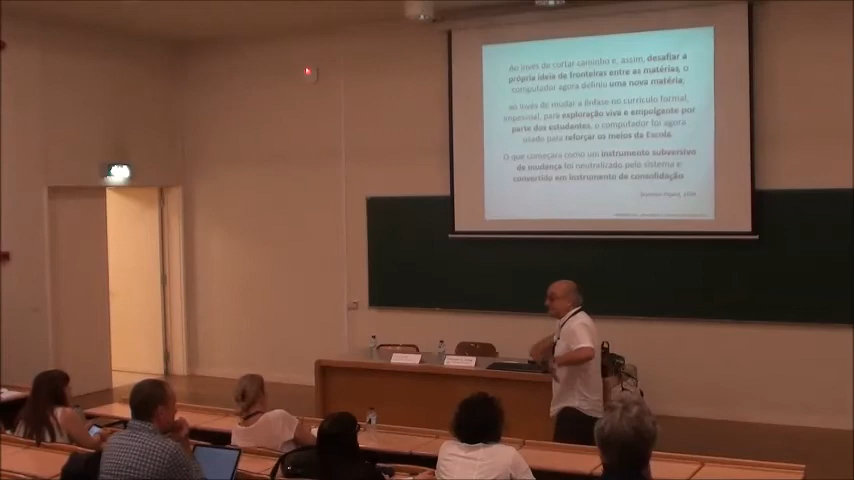 Ao invés de cortar caminho e, assim, desafiar a
própria ideia de fronteiras entre as matérias, o
computador agora definiu uma nova matéria;
ao invés de mudar a ênfase no currículo formal,
impessoal, para exploração viva e empolgante por
parte dos estudantes, o computador foi agora
usado para reforçar os meios da Escola.
O que começara como um instrumento subversivo
de mudança foi neutralizado pelo sistema e
convertido em instrumento de consolidação